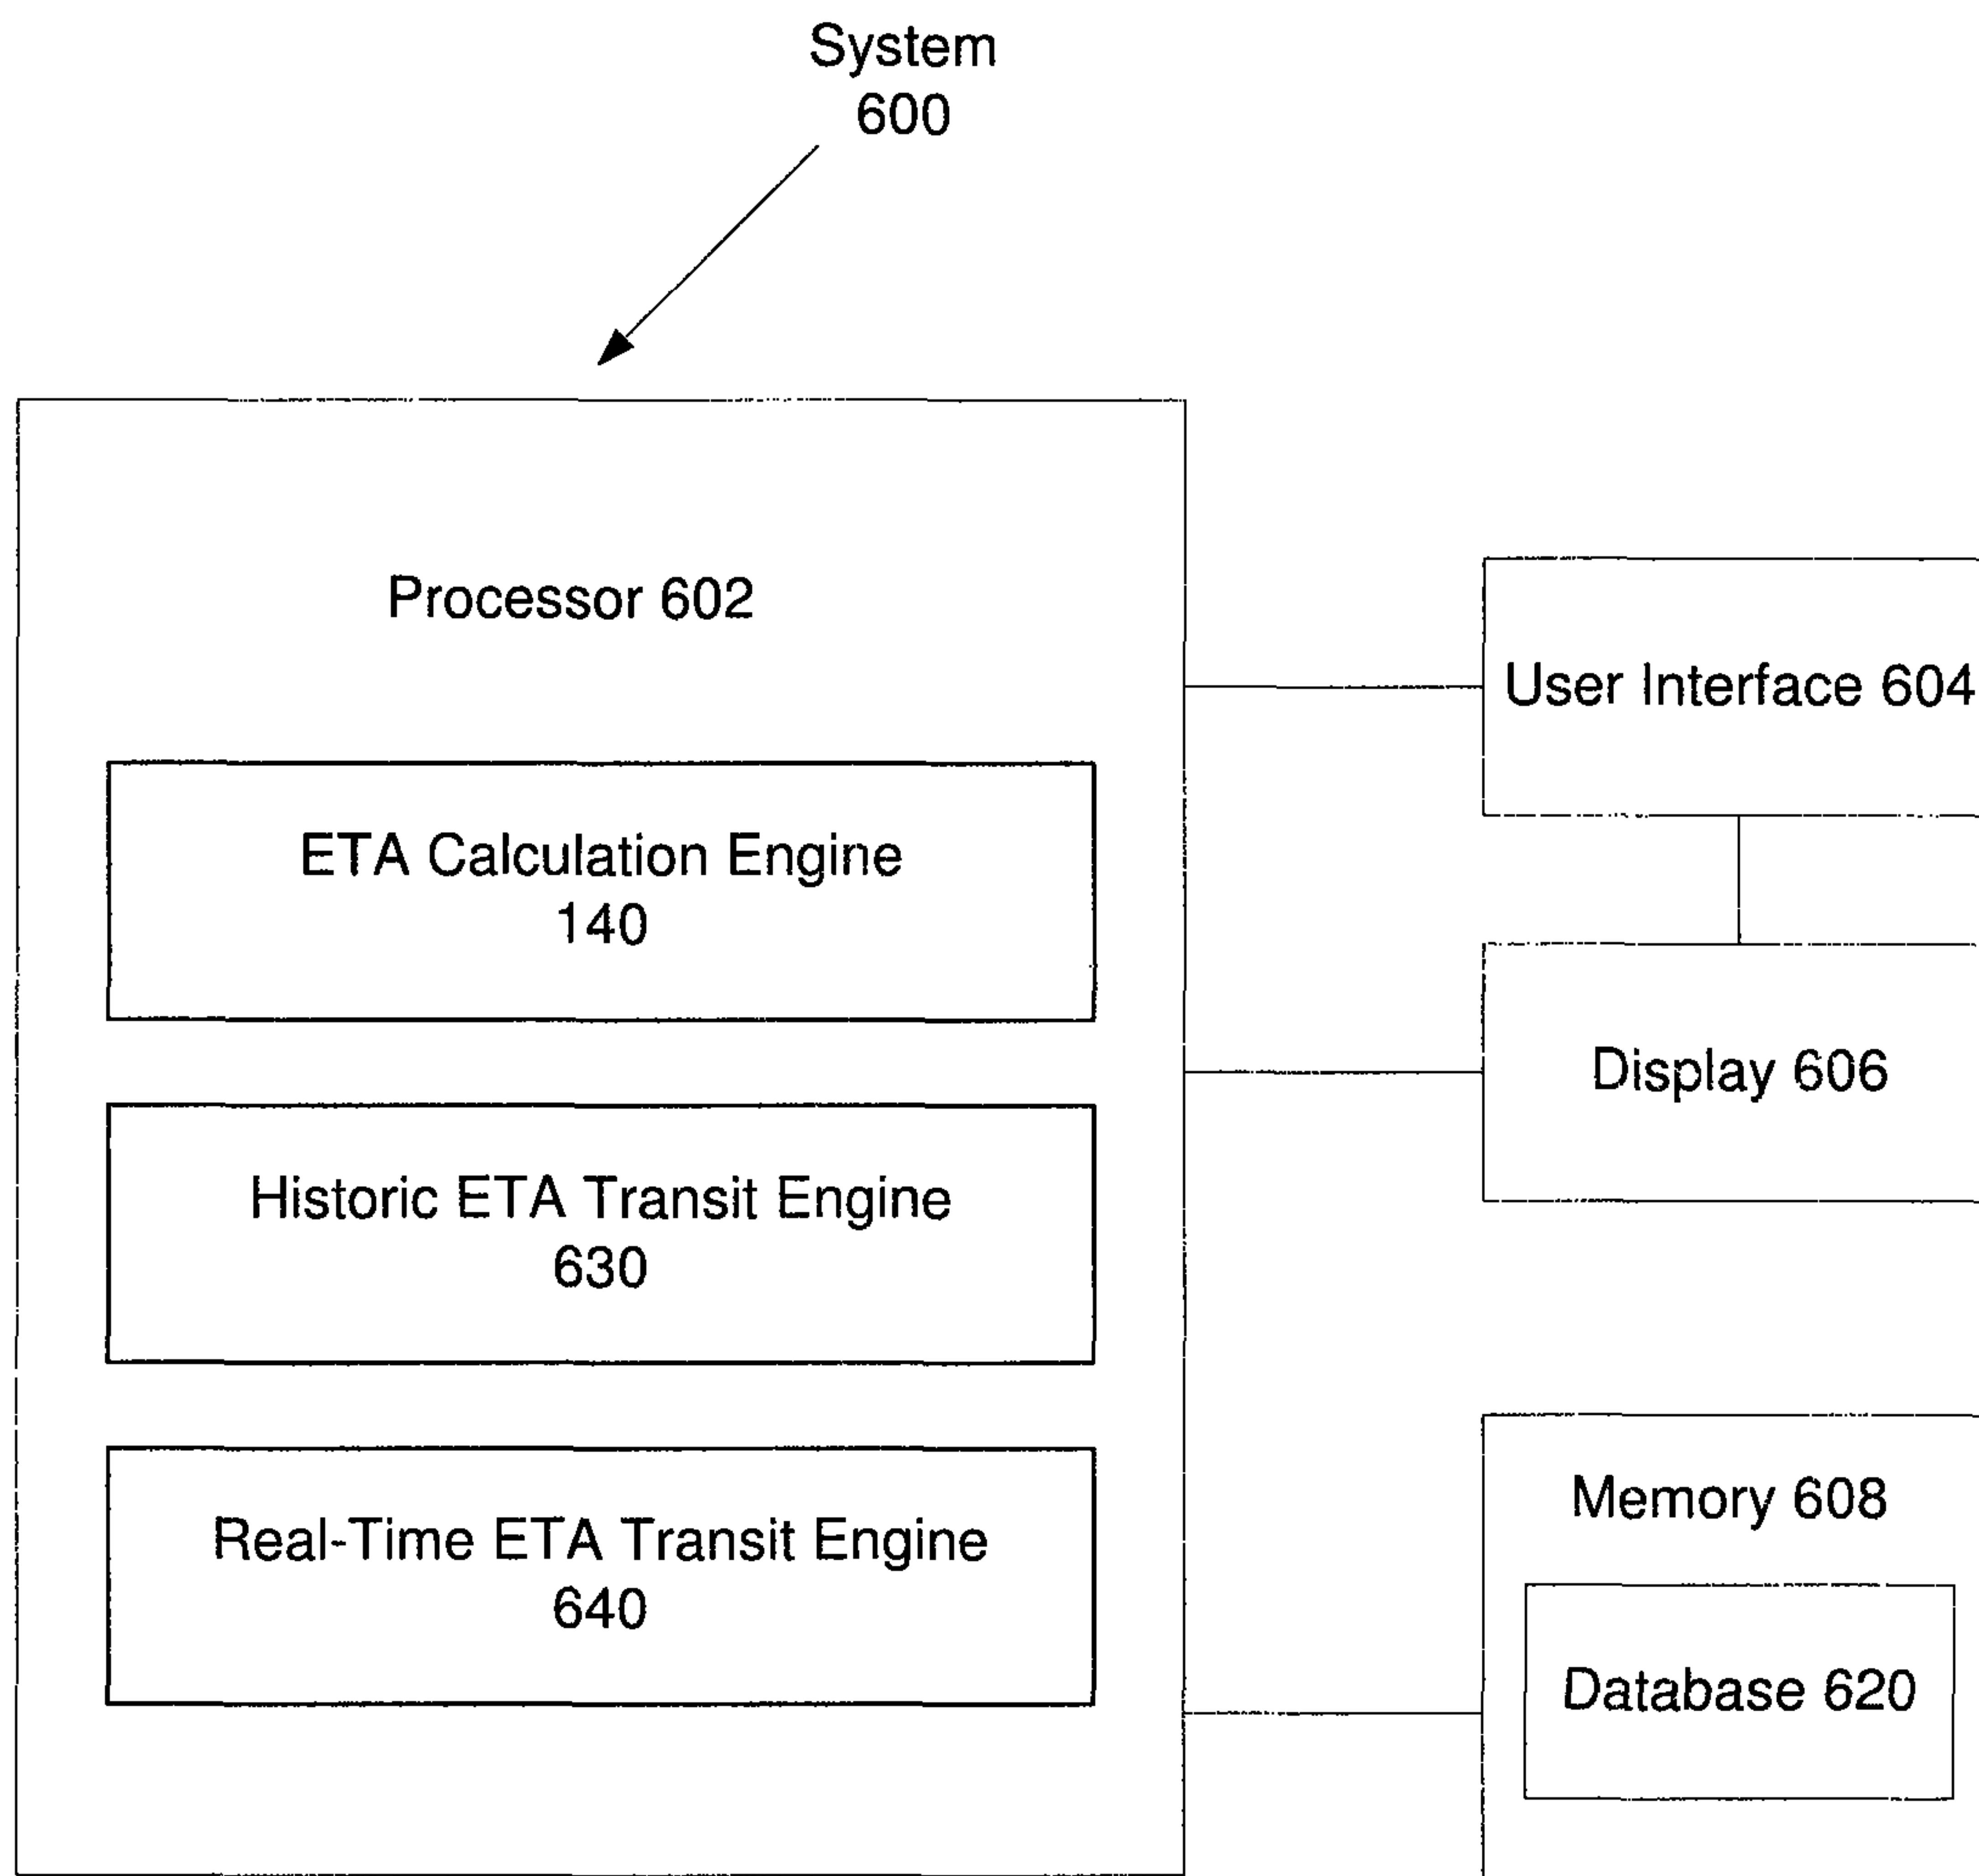 System
600
Processor 602
User Interface 604
ETA Calculation Engine
140
Display 606
Historic ETA Transit Engine
630
Memory 608
Real-Time ETA Transit Engine
640
Database 620